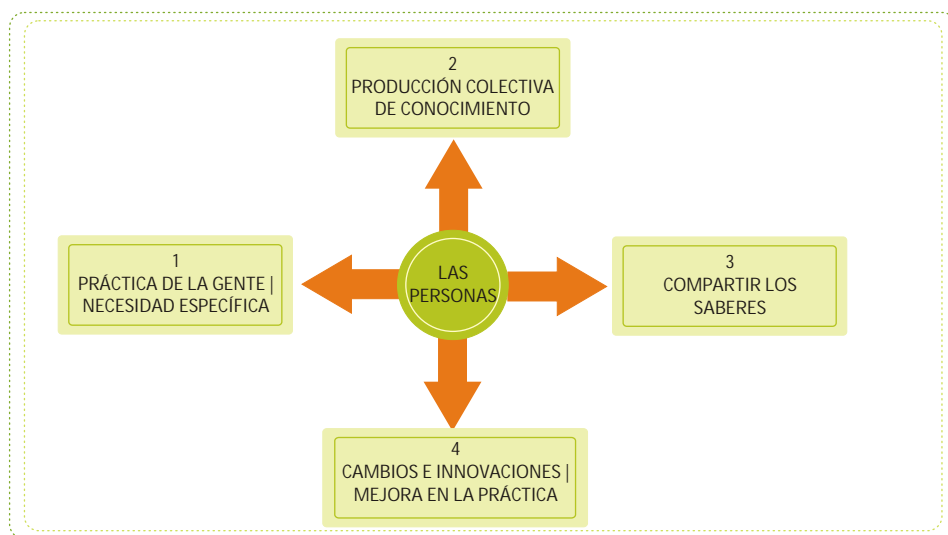 2
PRODUCCIÓN COLECTIVA
DE CONOCIMIENTO
1
PRÁCTICA DE LA GENTE |
NECESIDAD ESPECÍFICA
LAS
PERSONAS
3
COMPARTIR LOS
SABERES
4
CAMBIOS E INNOVACIONES |
MEJORA EN LA PRÁCTICA